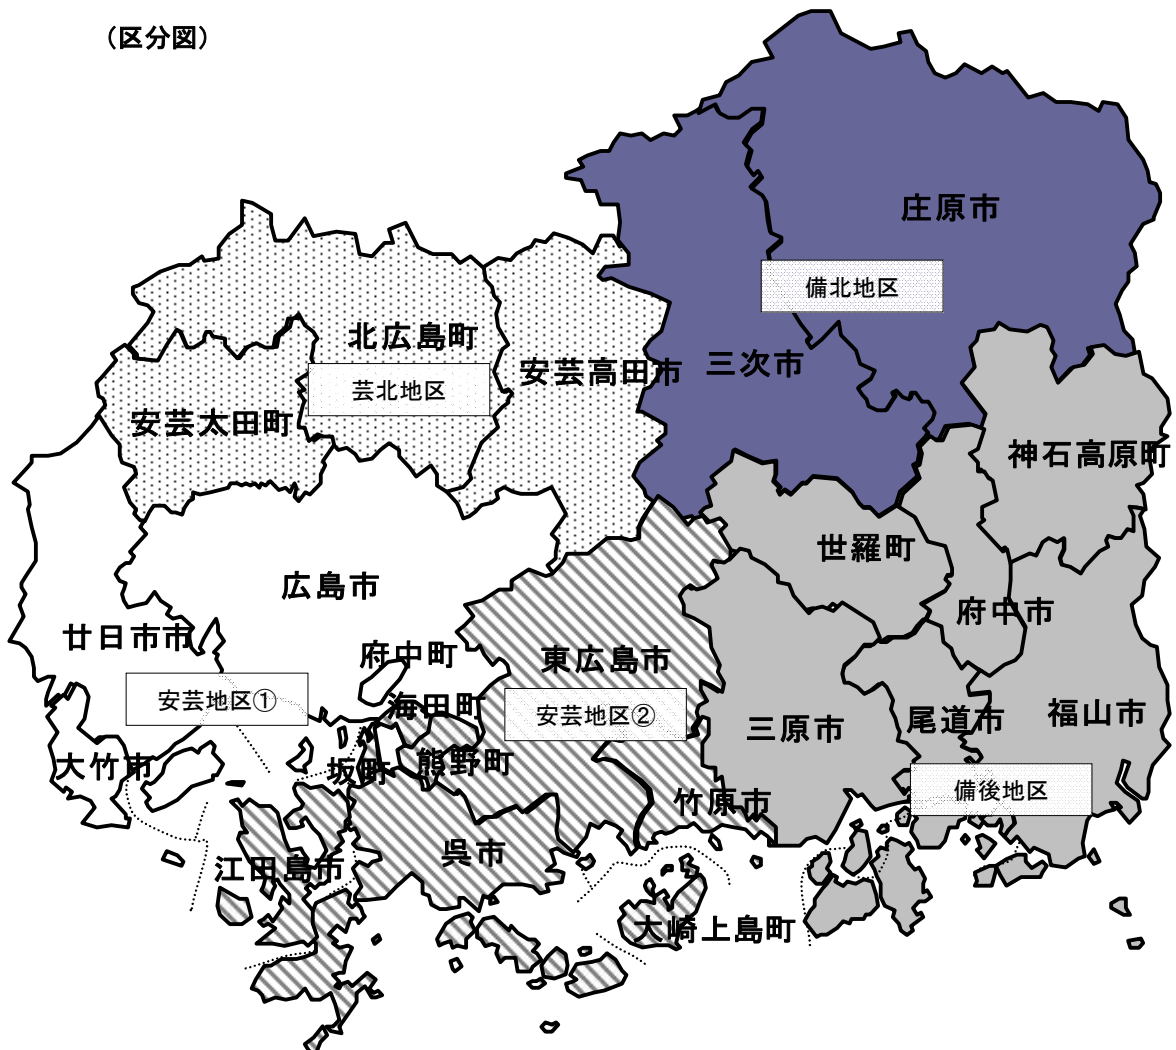 （区分図）
庄原市
備北地区
北広島町
三次市
安芸高田市
芸北地区
安芸太田町
神石高原町
世羅町
広島市
府中市
廿日市市
府中町
東広島市
安芸地区①
海田町
安芸地区②
三原市
尾道市
福山市
大竹市
坂町
熊野町
竹原市
備後地区
呉市
江田島市
大崎上島町